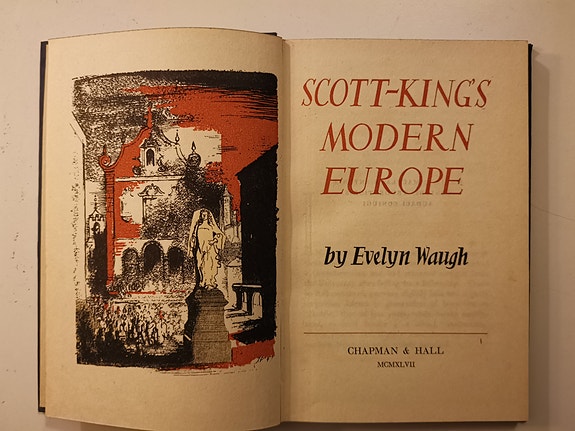 SCOTT-KING'S
MODERN
EUROPE
by Evelyn Waugh
CHAPMAN & HALL
MCMXLVII